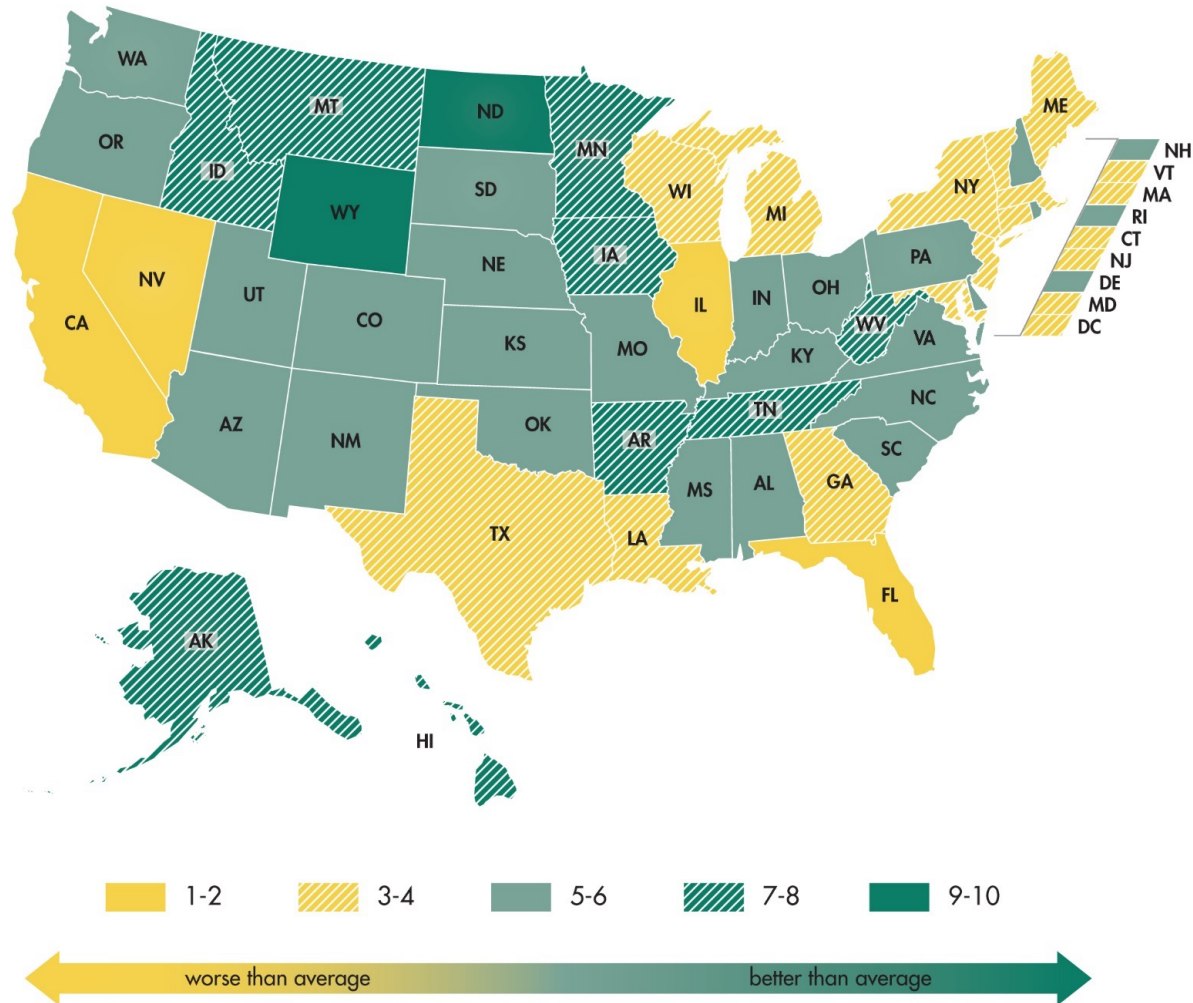 WA
MT
ND
ME
OR
ID
MN
NH
SD
WI
NY
VT
WY
MI
MA
RI
IA
CT
NV
NE
PA
NJ
UT
IL
IN
OH
DE
CA
CO
WV
MD
KS
MO
VA
DC
KY
AZ
NM
OK
AR
TN
NC
SC
MS
AL
GA
TX
LA
FL
AK
HI
1-2
3-4
5-6
7-8
9-10
worse than average
better than average